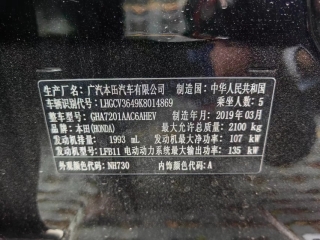 生产厂名：广汽本田汽车有限公司 制造国：中华人民共和国
车辆识别代号：LHGCV3649K8014869 乘坐人数：5
整车型号：GHA7201AAC6AHEV 制造年月：2019年03月
品牌：本田(HONDA) 最大允许总质量：2100 kg
发动机排量：1993 mL 发动机最大净功率：107 kW
发动机型号：LFB11 电动动力系统最大输出功率：135 kW
外观颜色：NH730 内饰颜色：A